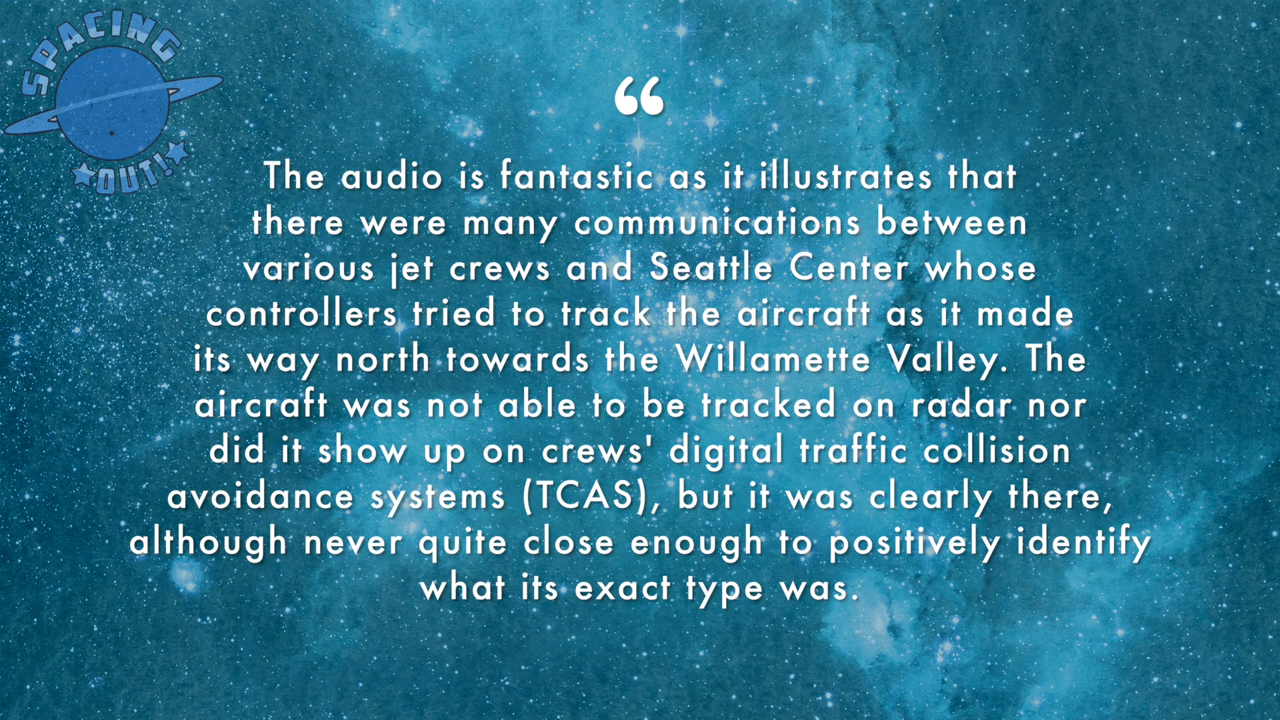 SPACING
OUT!
“
The audio is fantastic as it illustrates that
there were many communications between
various jet crews and Seattle Center whose
controllers tried to track the aircraft as it made
its way north towards the Willamette Valley. The
aircraft was not able to be tracked on radar nor
did it show up on crews' digital traffic collision
avoidance systems (TCAS), but it was clearly there,
although never quite close enough to positively identify
what its exact type was.